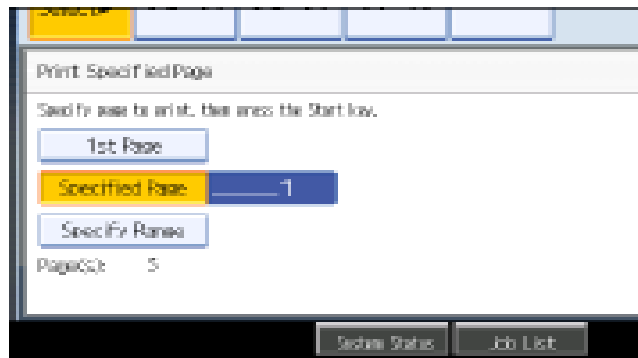 Print Specified Page
Specify page to print, then press the Start key.
1st Page
Specified Page 1
Specify Range
Page(s): 5
System Status Job List